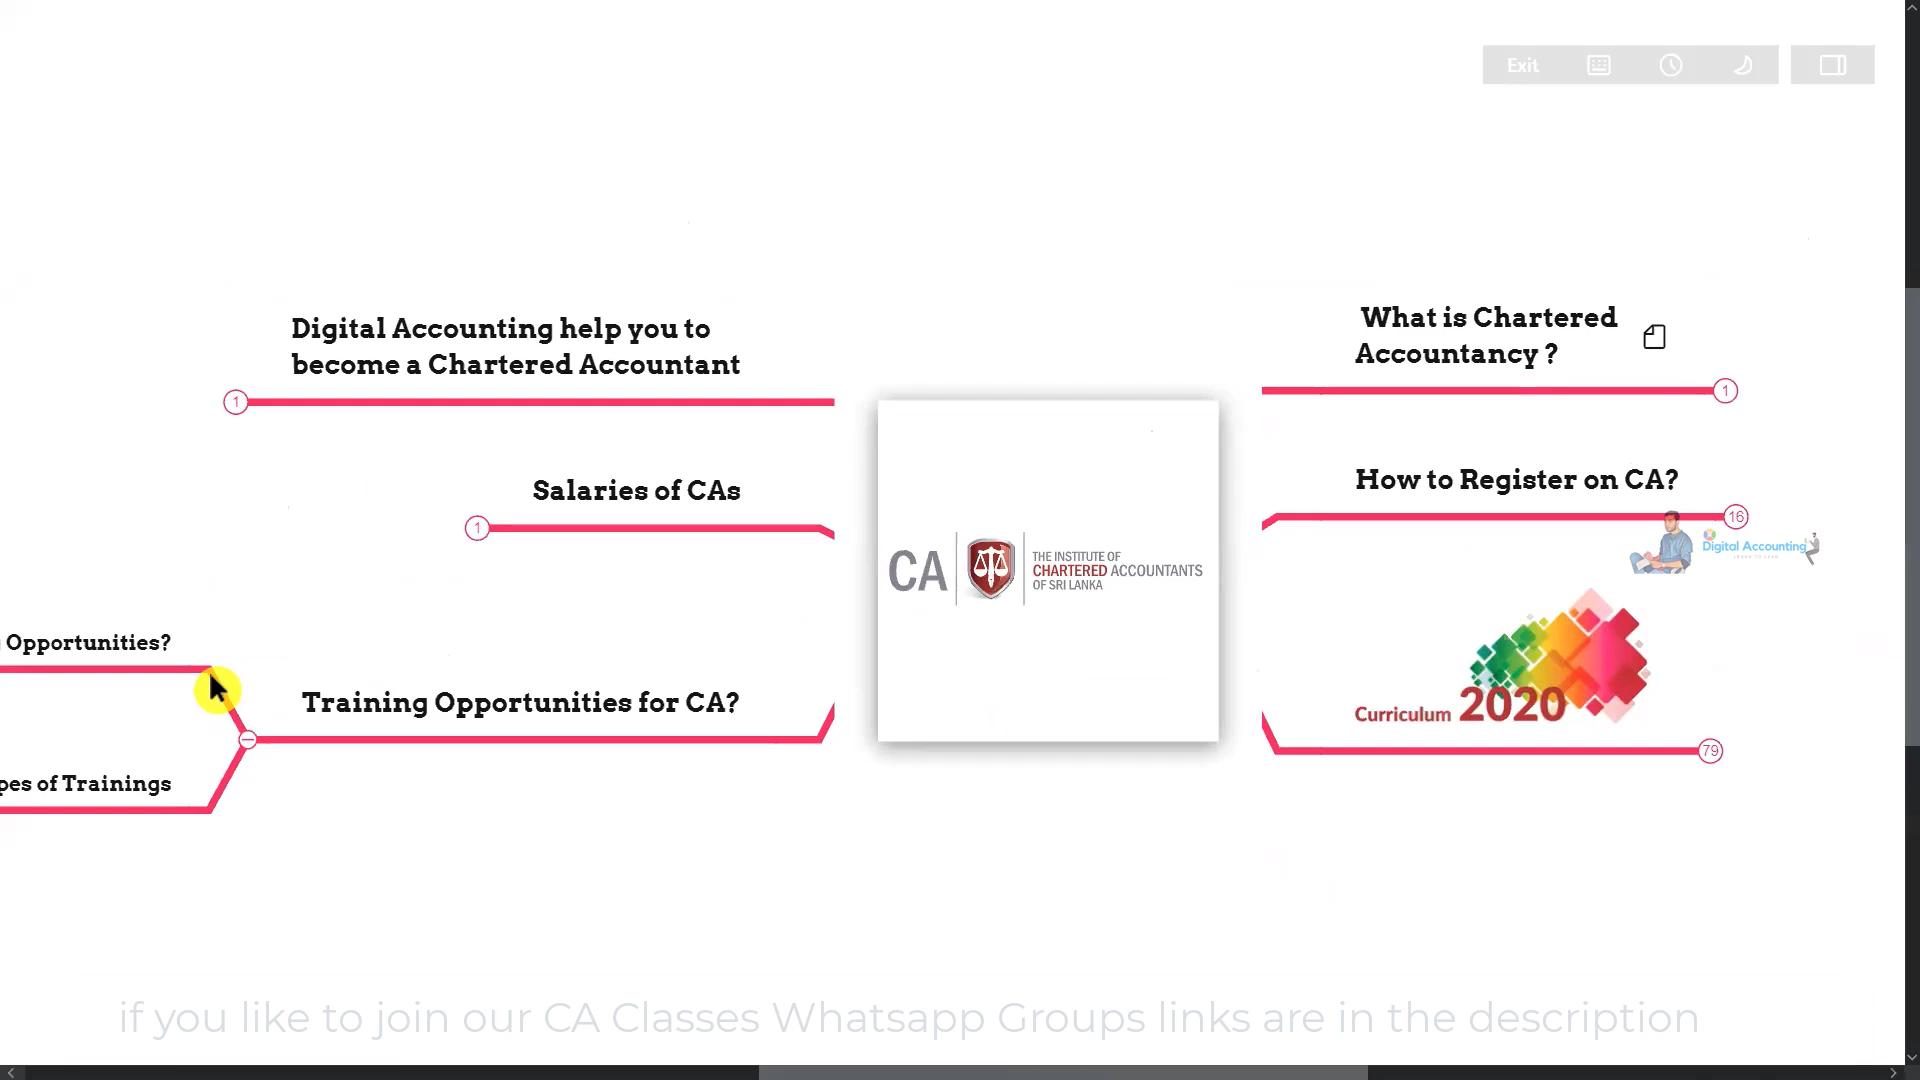 Exit
Digital Accounting help you to
become a Chartered Accountant
1
Salaries of CAs
1
Opportunities?
Training Opportunities for CA?
pes of Trainings
CA
THE INSTITUTE OF
CHARTERED ACCOUNTANTS
OF SRI LANKA
What is Chartered
Accountancy ?
1
How to Register on CA?
16
Digital Accounting
Curriculum 2020
79
if you like to join our CA Classes Whatsapp Groups links are in the description